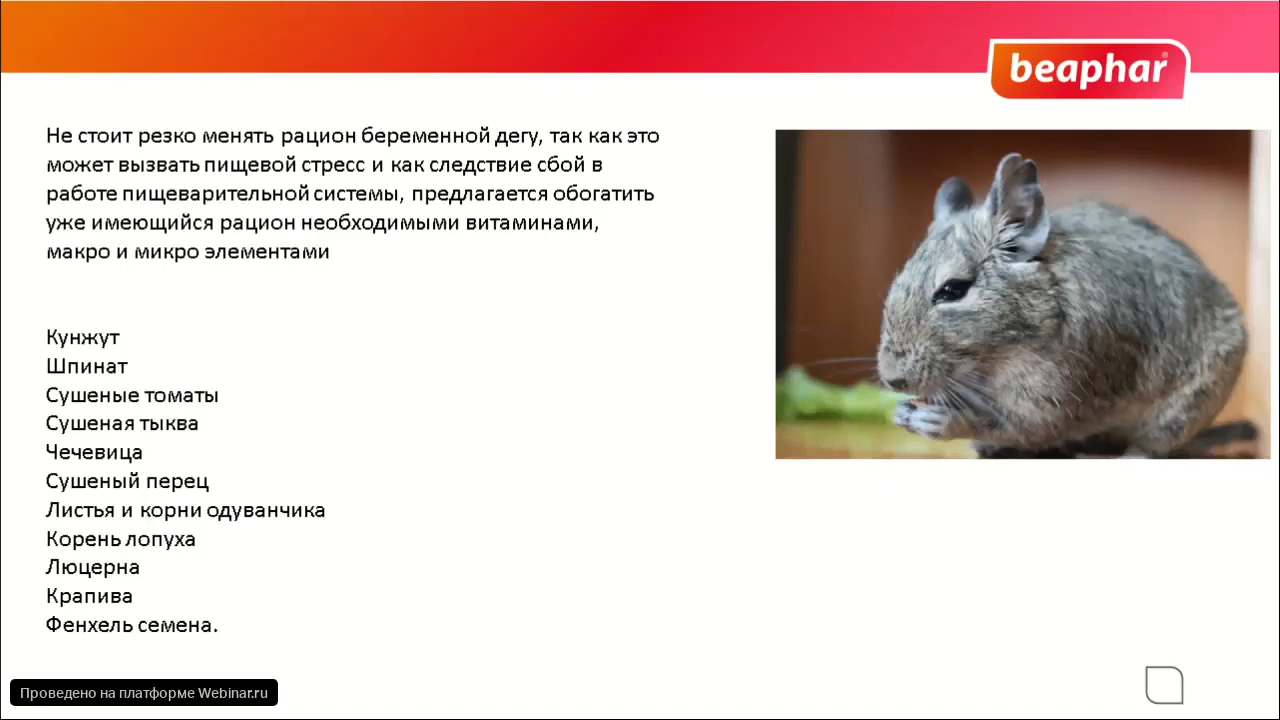 beaphar
Не стоит резко менять рацион беременной дегу, так как это
может вызвать пищевой стресс и как следствие сбой в
работе пищеварительной системы, предлагается обогатить
уже имеющийся рацион необходимыми витаминами,
макро и микро элементами
Кунжут
Шпинат
Сушеные томаты
Сушеная тыква
Чечевица
Сушеный перец
Листья и корни одуванчика
Корень лопуха
Люцерна
Крапива
Фенхель семена.
Проведено на платформе Webinar.ru